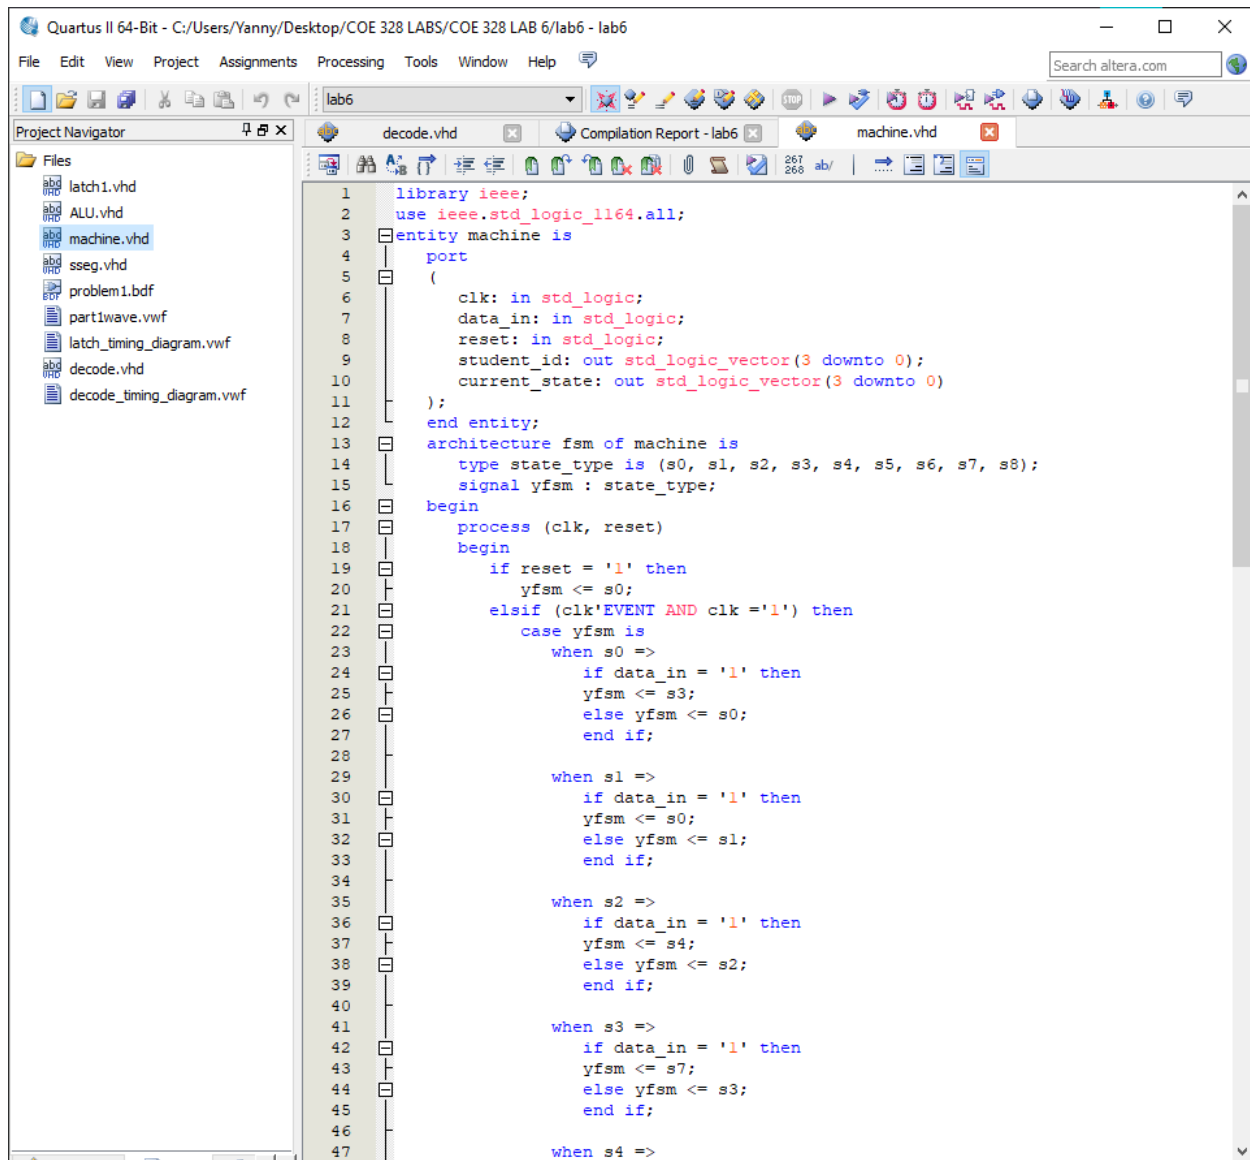 Quartus II 64-Bit - C:/Users/Yanny/Desktop/COE 328 LABS/COE 328 LAB 6/lab6 - lab6
File Edit View Project Assignments Processing Tools Window Help
Search altera.com
lab6
STOP
Project Navigator
decode.vhd
Compilation Report - lab6
machine.vhd
Files
latch1.vhd
ALU.vhd
machine.vhd
sseg.vhd
problem1.bdf
part1wave.vwf
latch_timing_diagram.vwf
decode.vhd
decode_timing_diagram.vwf
267
268
ab/
1 library ieee;
2 use ieee.std_logic_1164.all;
3 entity machine is
4 port
5 (
6 clk: in std_logic;
7 data_in: in std_logic;
8 reset: in std_logic;
9 student_id: out std_logic_vector(3 downto 0);
10 current_state: out std_logic_vector(3 downto 0)
11 );
12 end entity;
13 architecture fsm of machine is
14 type state_type is (s0, s1, s2, s3, s4, s5, s6, s7, s8);
15 signal yfsm : state_type;
16 begin
17 process (clk, reset)
18 begin
19 if reset = '1' then
20 yfsm <= s0;
21 elsif (clk'EVENT AND clk ='1') then
22 case yfsm is
23 when s0 =>
24 if data_in = '1' then
25 yfsm <= s3;
26 else yfsm <= s0;
27 end if;
28
29 when s1 =>
30 if data_in = '1' then
31 yfsm <= s0;
32 else yfsm <= s1;
33 end if;
34
35 when s2 =>
36 if data_in = '1' then
37 yfsm <= s4;
38 else yfsm <= s2;
39 end if;
40
41 when s3 =>
42 if data_in = '1' then
43 yfsm <= s7;
44 else yfsm <= s3;
45 end if;
46
47 when s4 =>